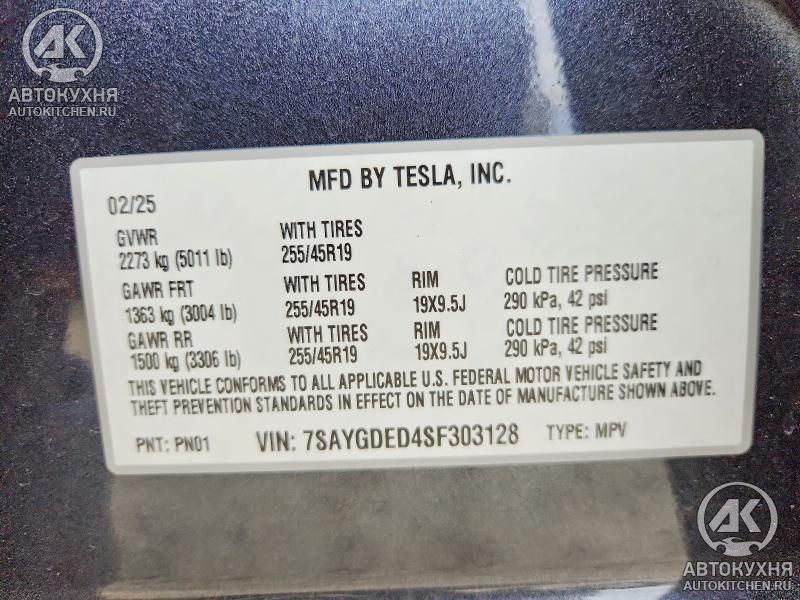 АК
АВТОКУХНЯ
AUTOKITCHEN.RU
MFD BY TESLA, INC.
02/25
GVWR WITH TIRES
2273 kg (5011 lb) 255/45R19
GAWR FRT WITH TIRES RIM COLD TIRE PRESSURE
1363 kg (3004 lb) 255/45R19 19X9.5J 290 kPa, 42 psi
GAWR RR WITH TIRES RIM COLD TIRE PRESSURE
1500 kg (3306 lb) 255/45R19 19X9.5J 290 kPa, 42 psi
THIS VEHICLE CONFORMS TO ALL APPLICABLE U.S. FEDERAL MOTOR VEHICLE SAFETY AND
THEFT PREVENTION STANDARDS IN EFFECT ON THE DATE OF MANUFACTURE SHOWN ABOVE.
PNT: PN01 VIN: 7SAYGDED4SF303128 TYPE: MPV
АК
АВТОКУХНЯ
AUTOKITCHEN.RU